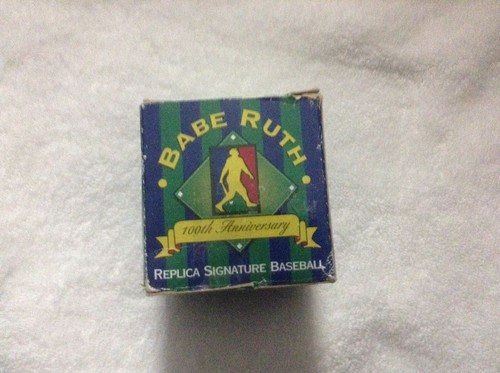 BABE RUTH
100th Anniversary
REPLICA SIGNATURE BASEBALL